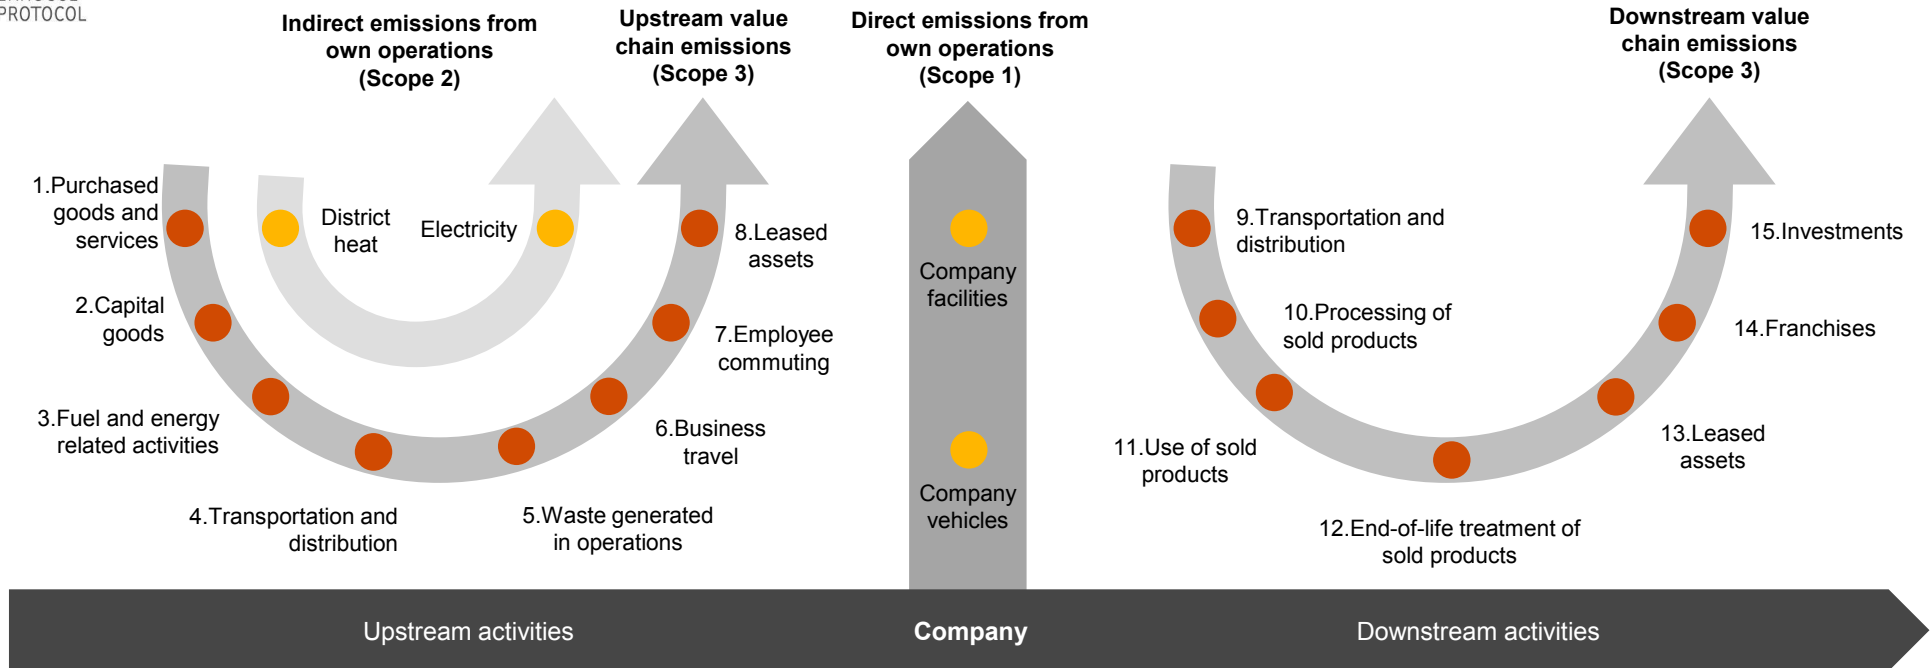 PROTOCOL
Indirect emissions from
own operations
(Scope 2)
Upstream value
chain emissions
(Scope 3)
Direct emissions from
own operations
(Scope 1)
Downstream value
chain emissions
(Scope 3)
1.Purchased
goods and
services
2.Capital
goods
3.Fuel and energy
related activities
4.Transportation and
distribution
5.Waste generated
in operations
6.Business
travel
7.Employee
commuting
8.Leased
assets
District
heat
Electricity
Company
facilities
Company
vehicles
9.Transportation and
distribution
10.Processing of
sold products
11.Use of sold
products
12.End-of-life treatment of
sold products
13.Leased
assets
14.Franchises
15.Investments
Upstream activities
Company
Downstream activities